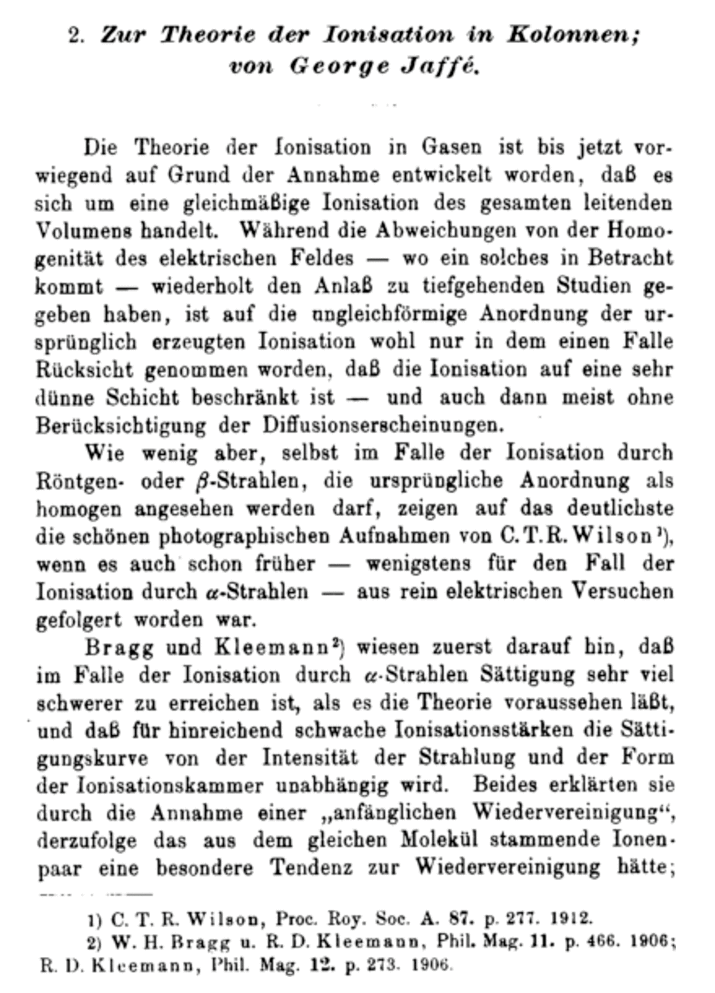 2. Zur Theorie der Ionisation in Kolonnen;
von George Jaffé.
Die Theorie der Ionisation in Gasen ist bis jetzt vor-
wiegend auf Grund der Annahme entwickelt worden, daß es
sich um eine gleichmäßige Ionisation des gesamten leitenden
Volumens handelt. Während die Abweichungen von der Homo-
genität des elektrischen Feldes — wo ein solches in Betracht
kommt — wiederholt den Anlaß zu tiefgehenden Studien ge-
geben haben, ist auf die ungleichförmige Anordnung der ur-
sprünglich erzeugten Ionisation wohl nur in dem einen Falle
Rücksicht genommen worden, daß die Ionisation auf eine sehr
dünne Schicht beschränkt ist — und auch dann meist ohne
Berücksichtigung der Diffusionserscheinungen.
Wie wenig aber, selbst im Falle der Ionisation durch
Röntgen- oder β-Strahlen, die ursprüngliche Anordnung als
homogen angesehen werden darf, zeigen auf das deutlichste
die schönen photographischen Aufnahmen von C.T.R. Wilson¹),
wenn es auch schon früher — wenigstens für den Fall der
Ionisation durch α-Strahlen — aus rein elektrischen Versuchen
gefolgert worden war.
Bragg und Kleemann²) wiesen zuerst darauf hin, daß
im Falle der Ionisation durch α-Strahlen Sättigung sehr viel
schwerer zu erreichen ist, als es die Theorie voraussehen läßt,
und daß für hinreichend schwache Ionisationsstärken die Sätti-
gungskurve von der Intensität der Strahlung und der Form
der Ionisationskammer unabhängig wird. Beides erklärten sie
durch die Annahme einer „anfänglichen Wiedervereinigung“,
derzufolge das aus dem gleichen Molekül stammende Ionen-
paar eine besondere Tendenz zur Wiedervereinigung hätte;
1) C. T. R. Wilson, Proc. Roy. Soc. A. 87. p. 277. 1912.
2) W. H. Bragg u. R. D. Kleemann, Phil. Mag. 11. p. 466. 1906;
R. D. Kleemann, Phil. Mag. 12. p. 273. 1906.